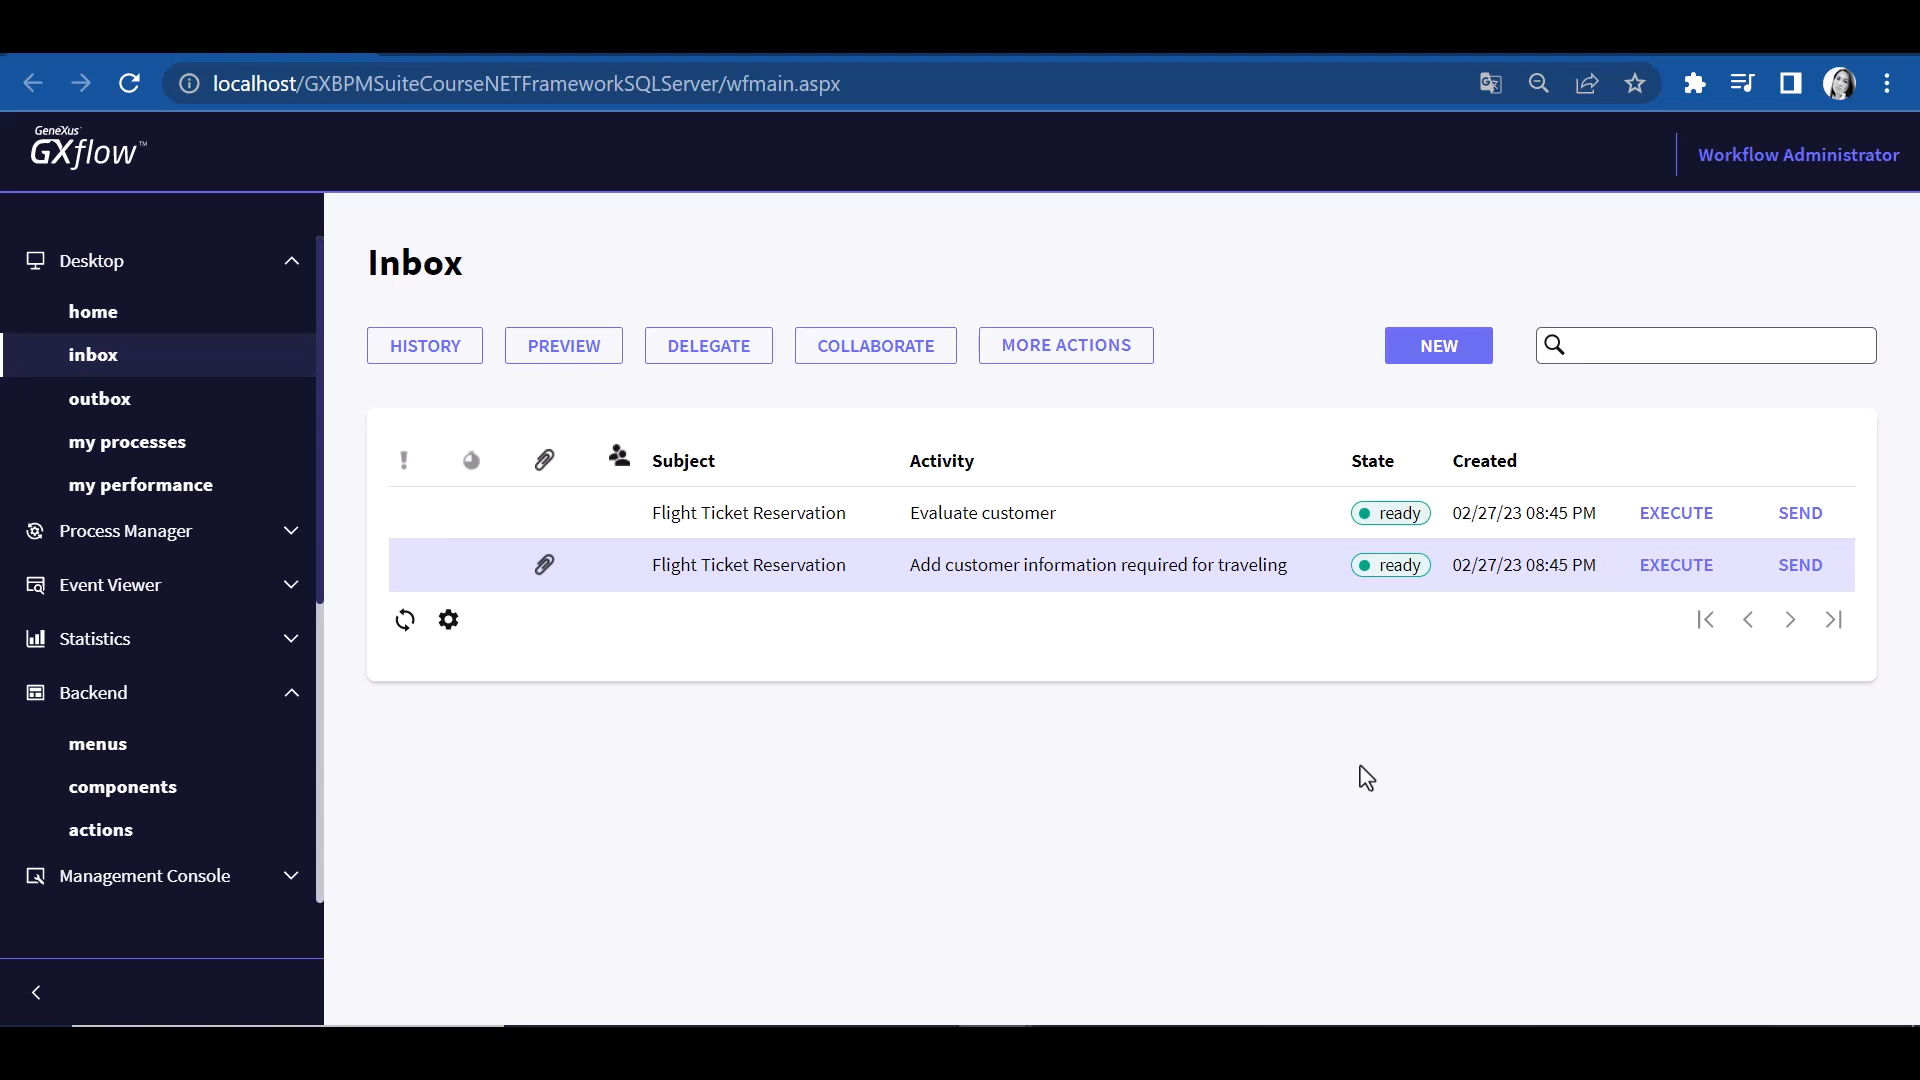 localhost/GXBPMSuiteCourseNETFrameworkSQLServer/wfmain.aspx
GeneXus
GXflow™
Workflow Administrator
Desktop
home
inbox
outbox
my processes
my performance
Process Manager
Event Viewer
Statistics
Backend
menus
components
actions
Management Console
Inbox
HISTORY PREVIEW DELEGATE COLLABORATE MORE ACTIONS NEW
Subject Activity State Created
Flight Ticket Reservation Evaluate customer ready 02/27/23 08:45 PM EXECUTE SEND
Flight Ticket Reservation Add customer information required for traveling ready 02/27/23 08:45 PM EXECUTE SEND